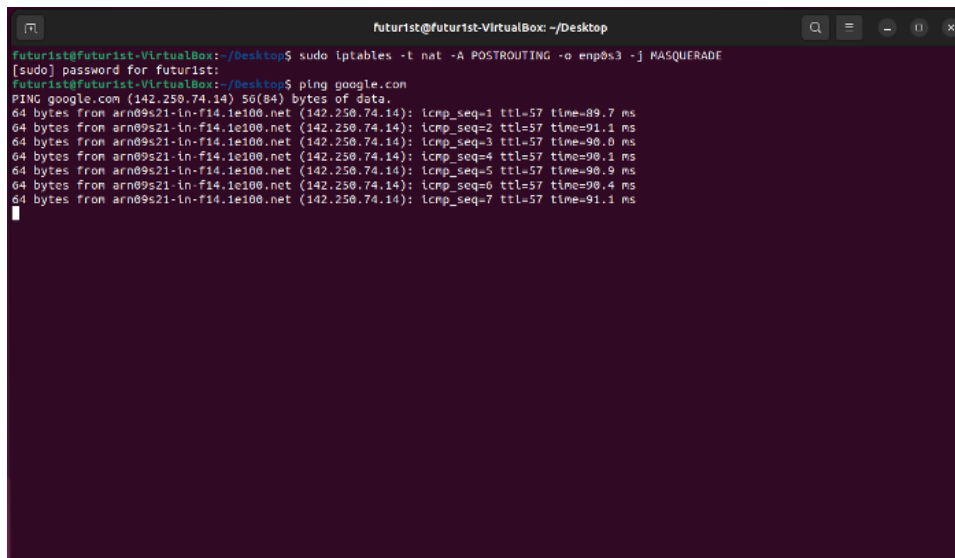 futur1st@futur1st-VirtualBox: ~/Desktop
futur1st@futur1st-VirtualBox:~/Desktop$ sudo iptables -t nat -A POSTROUTING -o enp0s3 -j MASQUERADE
[sudo] password for futur1st:
futur1st@futur1st-VirtualBox:~/Desktop$ ping google.com
PING google.com (142.250.74.14) 56(84) bytes of data.
64 bytes from arn09s21-in-f14.1e100.net (142.250.74.14): icmp_seq=1 ttl=57 time=89.7 ms
64 bytes from arn09s21-in-f14.1e100.net (142.250.74.14): icmp_seq=2 ttl=57 time=91.1 ms
64 bytes from arn09s21-in-f14.1e100.net (142.250.74.14): icmp_seq=3 ttl=57 time=90.0 ms
64 bytes from arn09s21-in-f14.1e100.net (142.250.74.14): icmp_seq=4 ttl=57 time=90.1 ms
64 bytes from arn09s21-in-f14.1e100.net (142.250.74.14): icmp_seq=5 ttl=57 time=90.9 ms
64 bytes from arn09s21-in-f14.1e100.net (142.250.74.14): icmp_seq=6 ttl=57 time=90.4 ms
64 bytes from arn09s21-in-f14.1e100.net (142.250.74.14): icmp_seq=7 ttl=57 time=91.1 ms